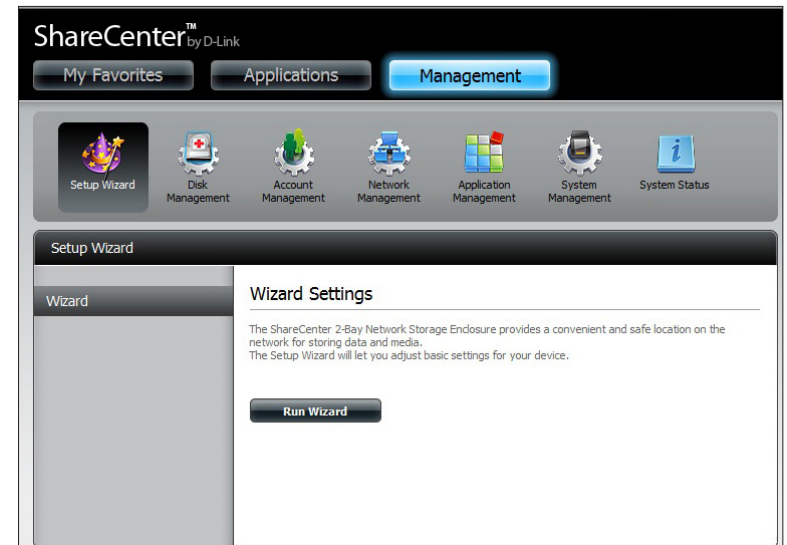 ShareCenter™ by D-Link
My Favorites Applications Management
Setup Wizard Disk Management Account Management Network Management Application Management System Management System Status
Setup Wizard
Wizard
Wizard Settings
The ShareCenter 2-Bay Network Storage Enclosure provides a convenient and safe location on the
network for storing data and media.
The Setup Wizard will let you adjust basic settings for your device.
Run Wizard